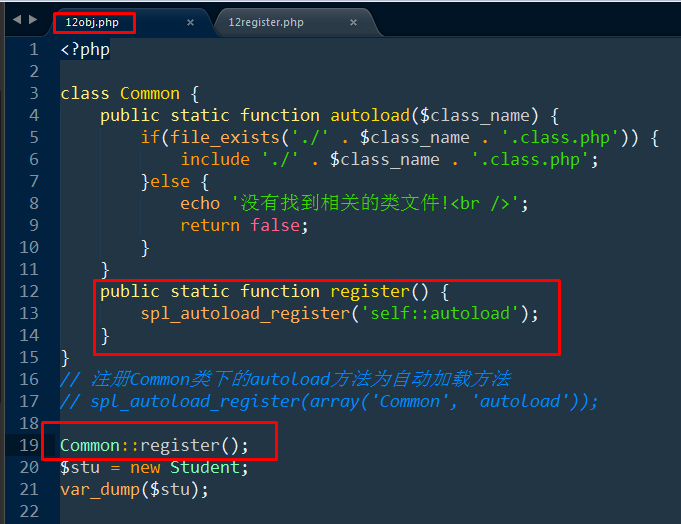 12obj.php
12register.php
1 <?php
2
3 class Common {
4     public static function autoload($class_name) {
5         if(file_exists('./' . $class_name . '.class.php')) {
6             include './' . $class_name . '.class.php';
7         }else {
8             echo '没有找到相关的类文件!<br />';
9             return false;
10         }
11     }
12     public static function register() {
13         spl_autoload_register('self::autoload');
14     }
15 }
16 // 注册Common类下的autoload方法为自动加载方法
17 // spl_autoload_register(array('Common', 'autoload'));
18
19 Common::register();
20 $stu = new Student;
21 var_dump($stu);
22